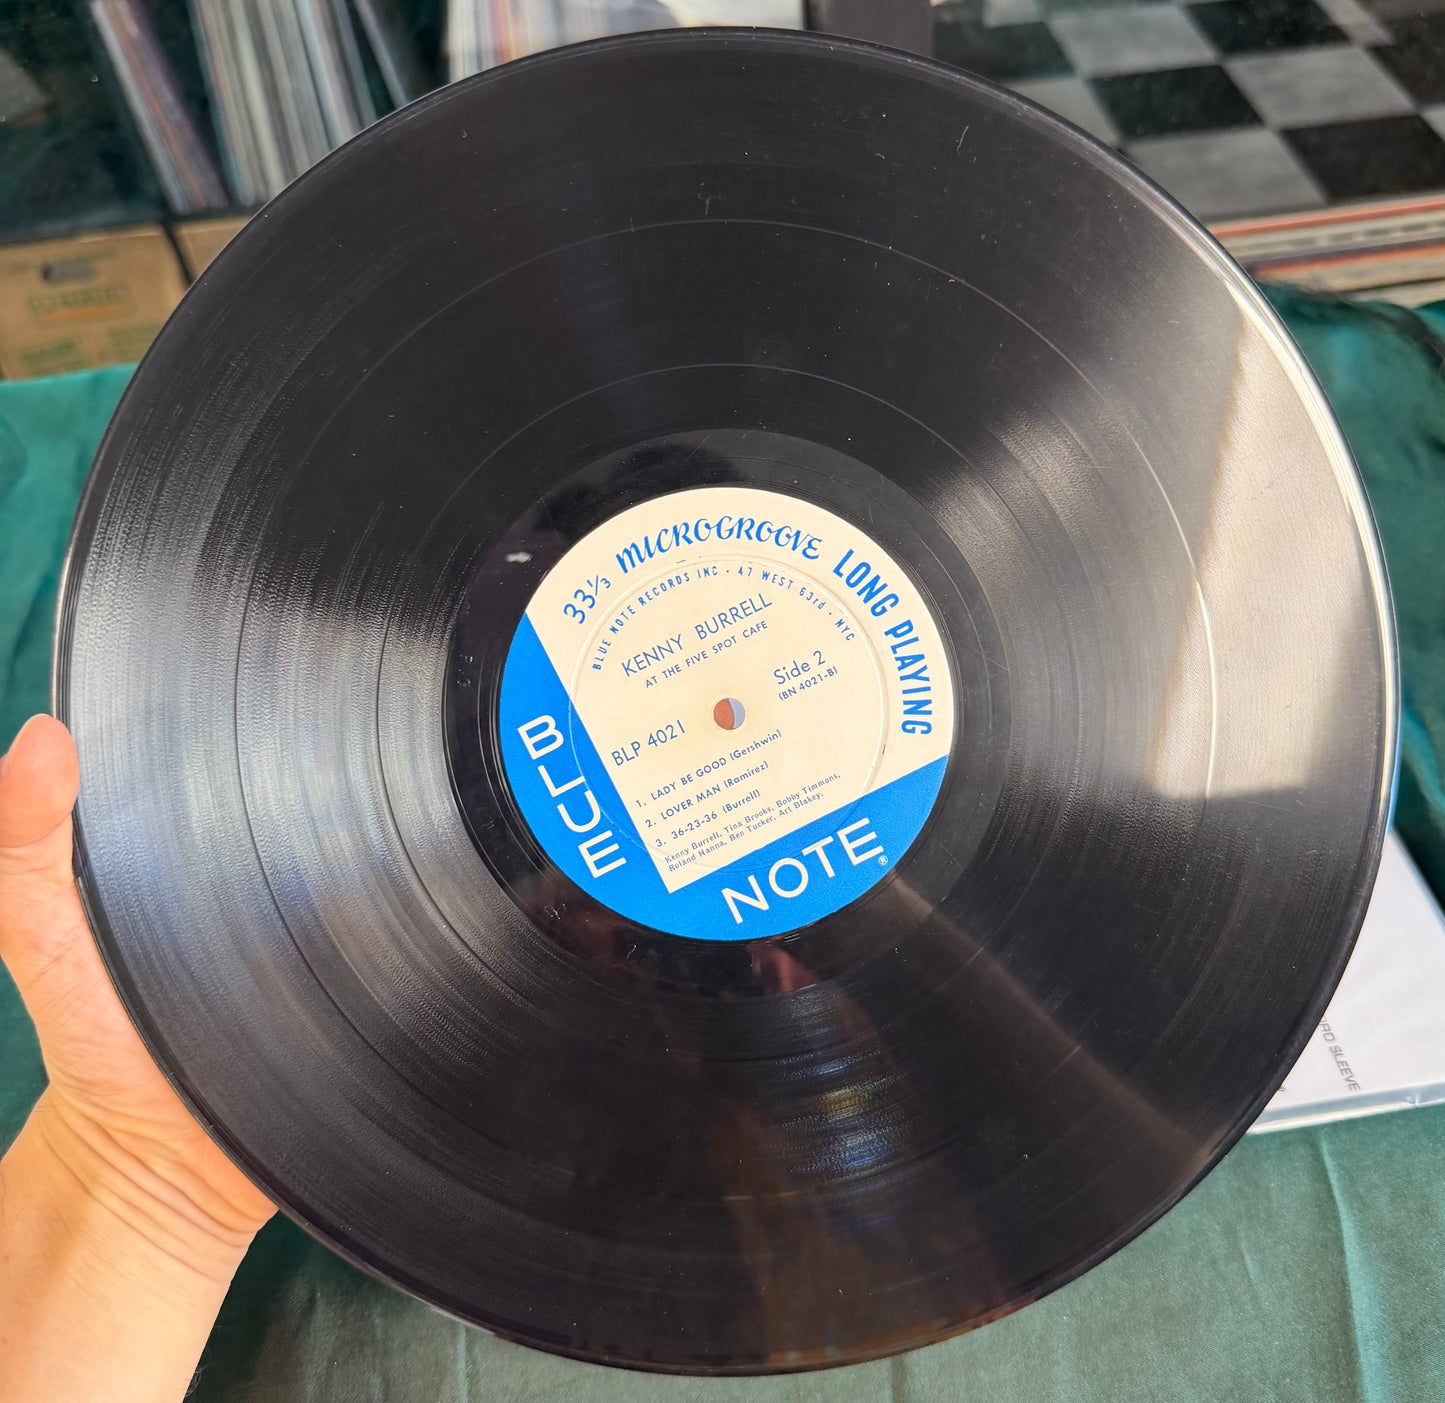 33⅓ MICROGROOVE LONG PLAYING
BLUE NOTE RECORDS INC · 47 WEST 63rd · NYC
KENNY BURRELL
AT THE FIVE SPOT CAFE
Side 2
(BN 4021-B)
BLP 4021
1. LADY BE GOOD (Gershwin)
2. LOVER MAN (Ramirez)
3. 36-23-36 (Burrell)
Kenny Burrell, Tina Brooks, Bobby Timmons,
Roland Hanna, Ben Tucker, Art Blakey,
BLUE
NOTE®
SLEEVE